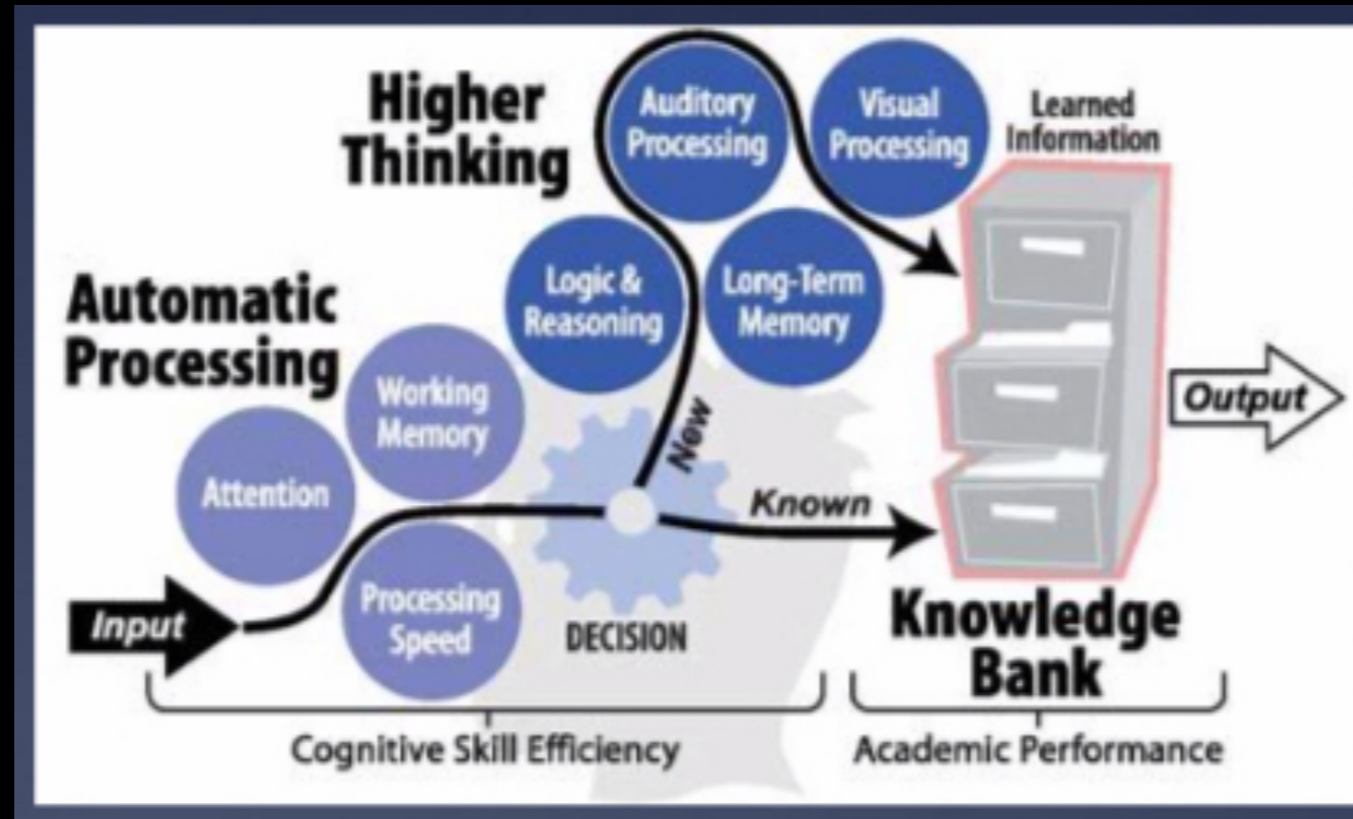 Higher
Thinking
Auditory
Processing
Visual
Processing
Learned
Information
Logic &
Reasoning
Long-Term
Memory
Automatic
Processing
Working
Memory
Attention
New
Known
Output
Input
Processing
Speed
DECISION
Knowledge
Bank
Cognitive Skill Efficiency
Academic Performance